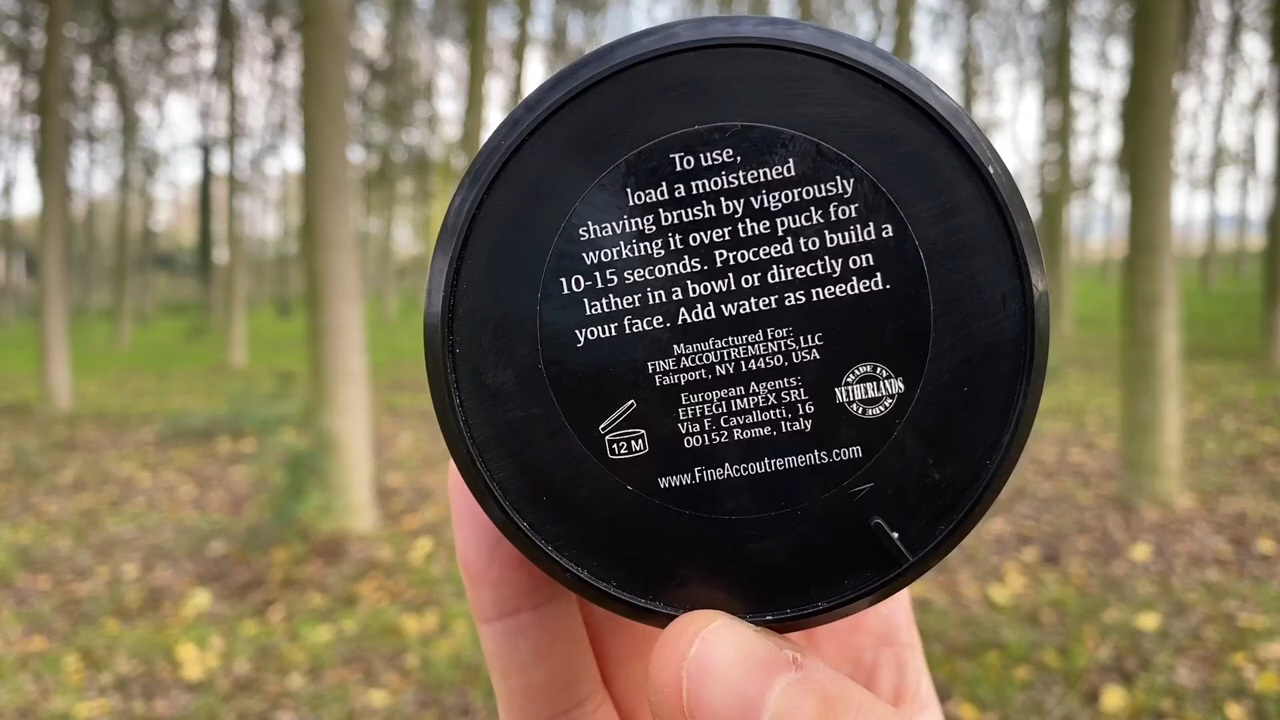 To use,
load a moistened
shaving brush by vigorously
working it over the puck for
10-15 seconds. Proceed to build a
lather in a bowl or directly on
your face. Add water as needed.
Manufactured For:
FINE ACCOUTREMENTS,LLC
Fairport, NY 14450, USA
European Agents:
EFFEGI IMPEX SRL
Via F. Cavallotti, 16
00152 Rome, Italy
12 M
MADE IN
NETHERLANDS
MADE IN
www.FineAccoutrements.com